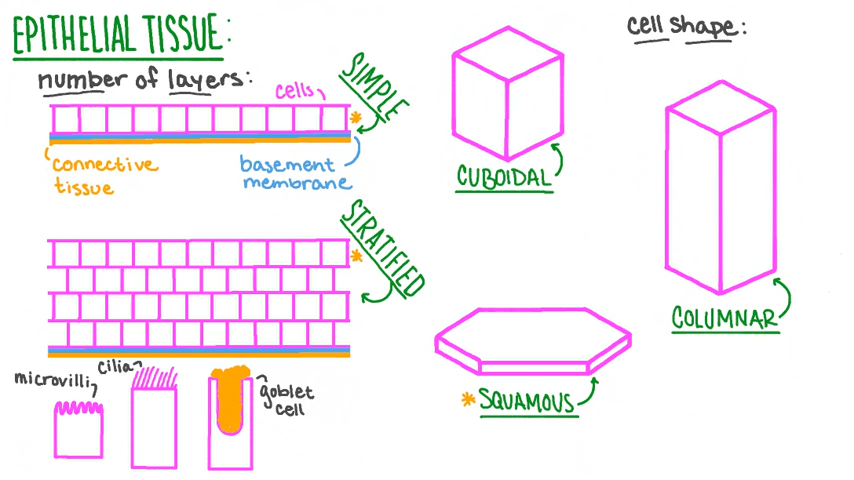 EPITHELIAL TISSUE:
number of layers:
cells
SIMPLE
*
connective
tissue
basement
membrane
STRATIFIED
*
microvilli
cilia
goblet
cell
cell shape:
CUBOIDAL
COLUMNAR
* SQUAMOUS